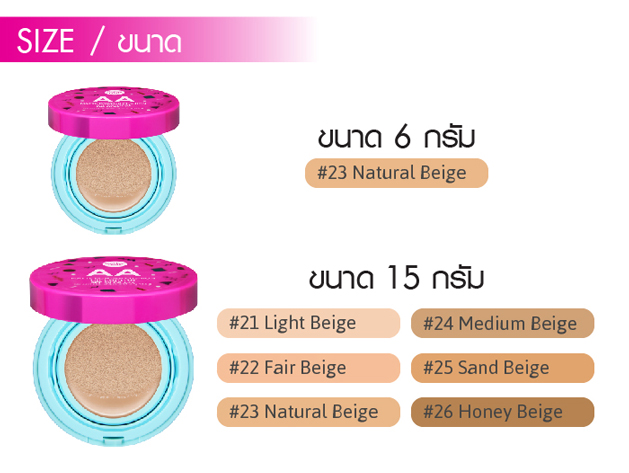 SIZE / ขนาด
AA
ขนาด 6 กรัม
#23 Natural Beige
AA
ขนาด 15 กรัม
#21 Light Beige
#24 Medium Beige
#22 Fair Beige
#25 Sand Beige
#23 Natural Beige
#26 Honey Beige